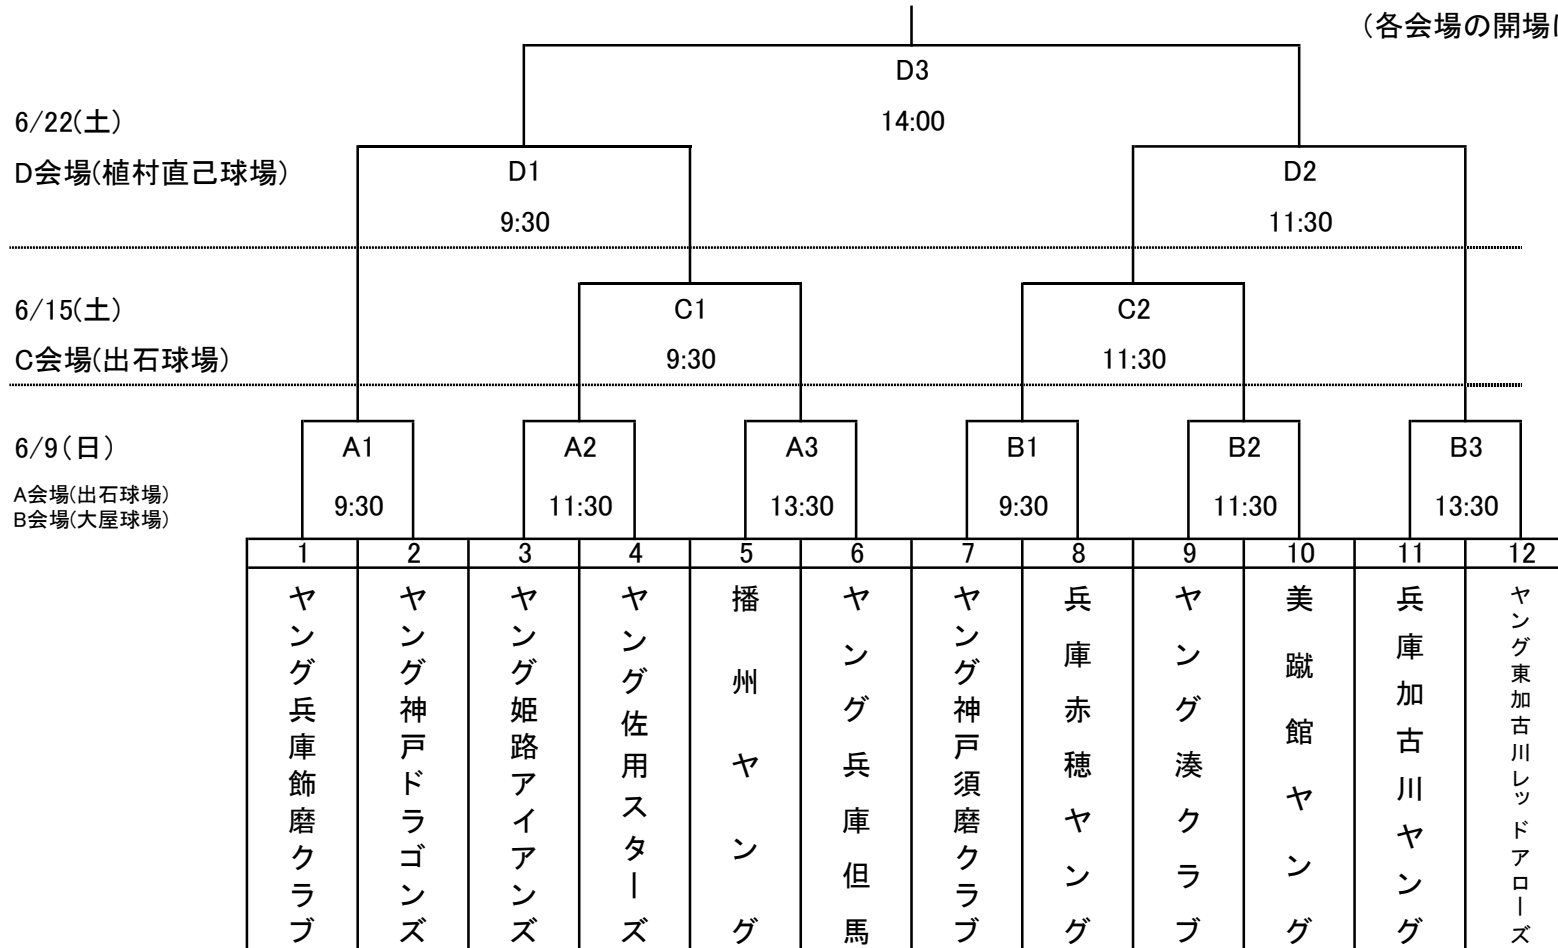 (各会場の開場
D3
6/22(土)
14:00
D会場(植村直己球場)
D1
D2
9:30
11:30
6/15(土)
C1
C2
C会場(出石球場)
9:30
11:30
6/9(日)
A1
A2
A3
B1
B2
B3
A会場(出石球場)
B会場(大屋球場)
9:30
11:30
13:30
9:30
11:30
13:30
1
2
3
4
5
6
7
8
9
10
11
12
ヤング兵庫飾磨クラブ
ヤング神戸ドラゴンズ
ヤング姫路アイアンズ
ヤング佐用スターズ
播州ヤング
ヤング兵庫但馬
ヤング神戸須磨クラブ
兵庫赤穂ヤング
ヤング湊クラブ
美蹴館ヤング
兵庫加古川ヤング
ヤング東加古川レッドアローズ